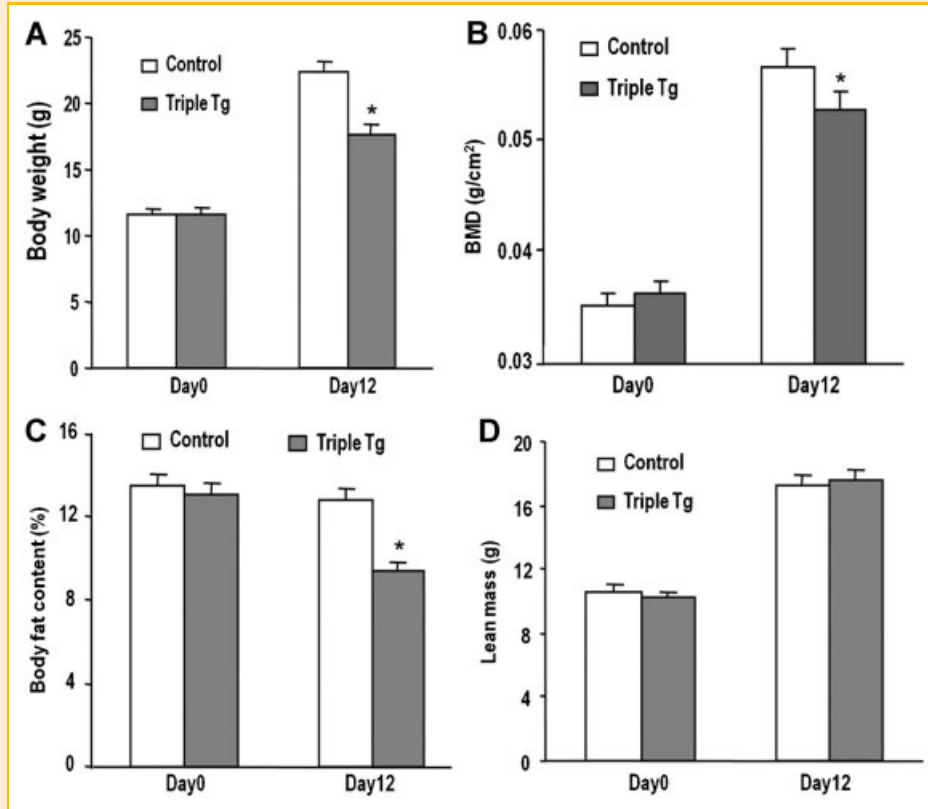 A
Body weight (g)
25
20
15
10
5
0
Control
Triple Tg
*
Day0 Day12
B
BMD (g/cm²)
0.06
0.05
0.04
0.03
Control
Triple Tg
*
Day0 Day12
C
Body fat content (%)
16
12
8
4
0
Control Triple Tg
*
Day0 Day12
D
Lean mass (g)
20
16
12
8
4
0
Control
Triple Tg
Day0 Day12